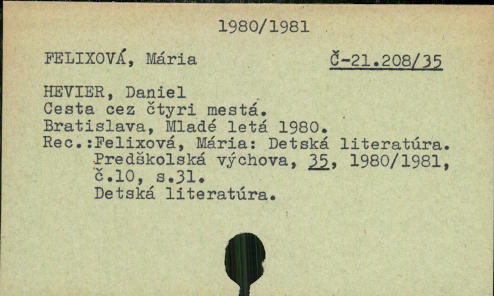 1980/1981
FELIXOVÁ, Mária Č-21.208/35
HEVIER, Daniel
Cesta cez čtyri mestá.
Bratislava, Mladé letá 1980.
Rec.:Felixová, Mária: Detská literatúra.
Predškolská výchova, 35, 1980/1981,
č.10, s.31.
Detská literatúra.